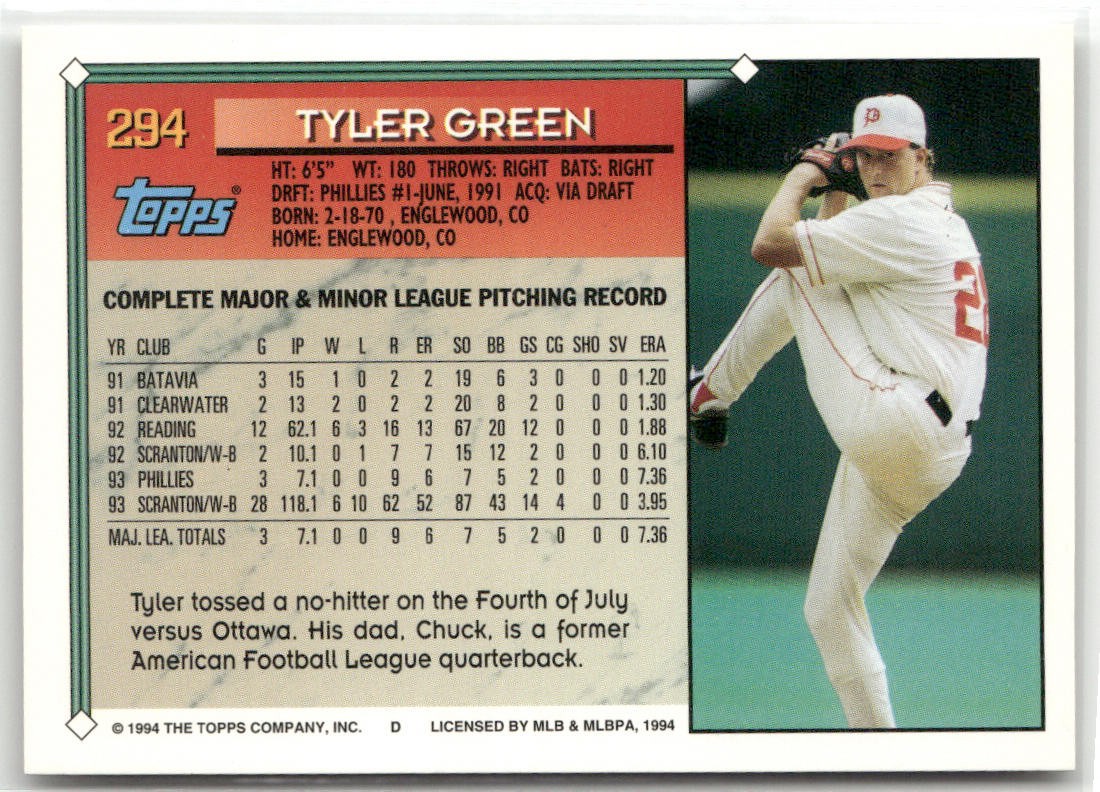 294
TYLER GREEN
TOPPS®
HT: 6'5" WT: 180 THROWS: RIGHT BATS: RIGHT
DRFT: PHILLIES #1-JUNE, 1991 ACQ: VIA DRAFT
BORN: 2-18-70 , ENGLEWOOD, CO
HOME: ENGLEWOOD, CO
COMPLETE MAJOR & MINOR LEAGUE PITCHING RECORD
YR CLUB G IP W L R ER SO BB GS CG SHO SV ERA
91 BATAVIA 3 15 1 0 2 2 19 6 3 0 0 0 1.20
91 CLEARWATER 2 13 2 0 2 2 20 8 2 0 0 0 1.30
92 READING 12 62.1 6 3 16 13 67 20 12 0 0 0 1.88
92 SCRANTON/W-B 2 10.1 0 1 7 7 15 12 2 0 0 0 6.10
93 PHILLIES 3 7.1 0 0 9 6 7 5 2 0 0 0 7.36
93 SCRANTON/W-B 28 118.1 6 10 62 52 87 43 14 4 0 0 3.95
MAJ. LEA. TOTALS 3 7.1 0 0 9 6 7 5 2 0 0 0 7.36
Tyler tossed a no-hitter on the Fourth of July
versus Ottawa. His dad, Chuck, is a former
American Football League quarterback.
© 1994 THE TOPPS COMPANY, INC. D LICENSED BY MLB & MLBPA, 1994
P